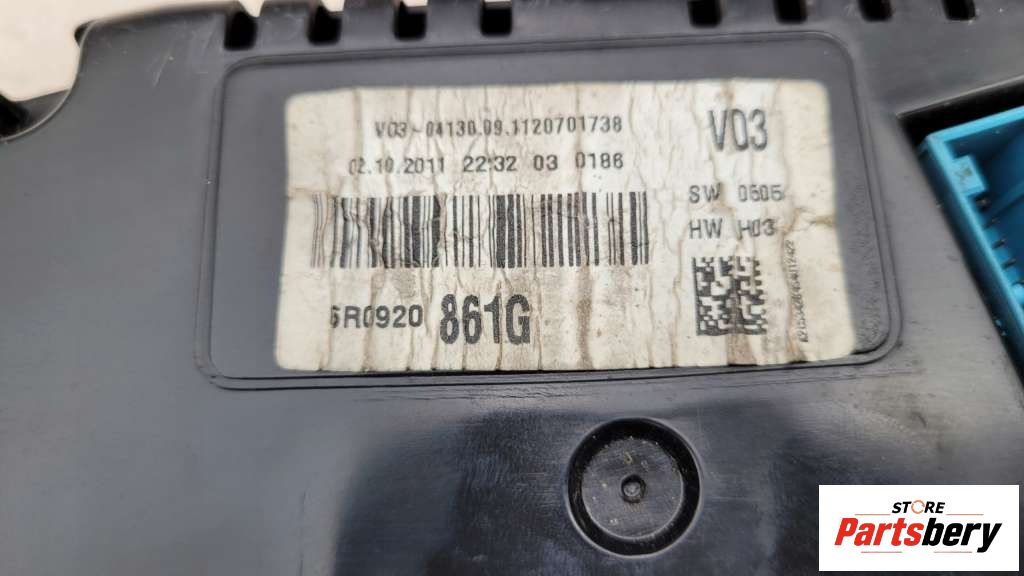 V03-04130.09.1120701738
02.10.2011 22:32 03 0186
V03
SW 0605
HW H03
6R0920 861G
STORE
Partsbery